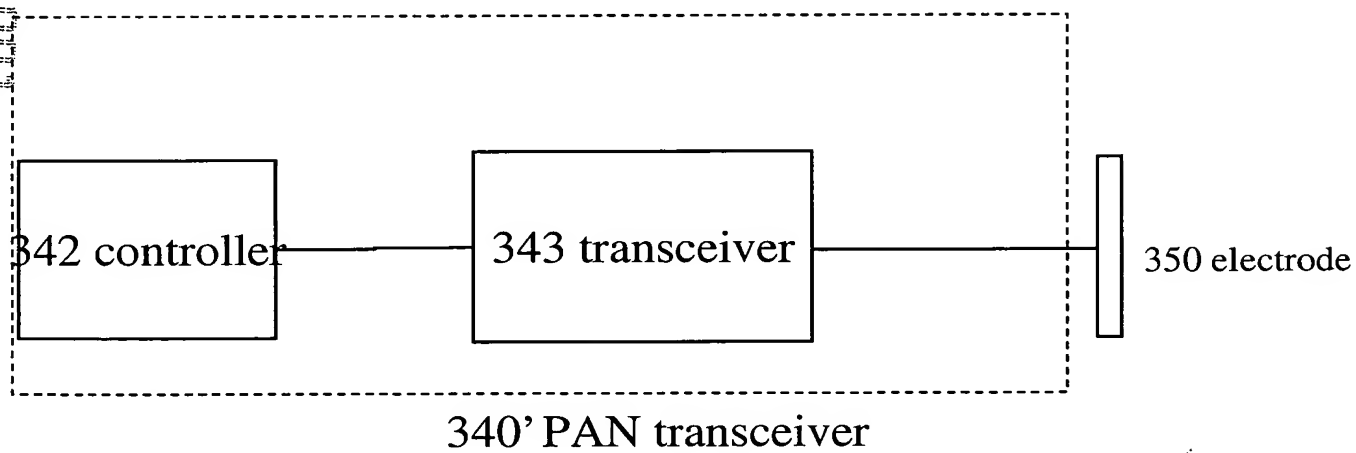 342 controller
343 transceiver
350 electrode
340’ PAN transceiver